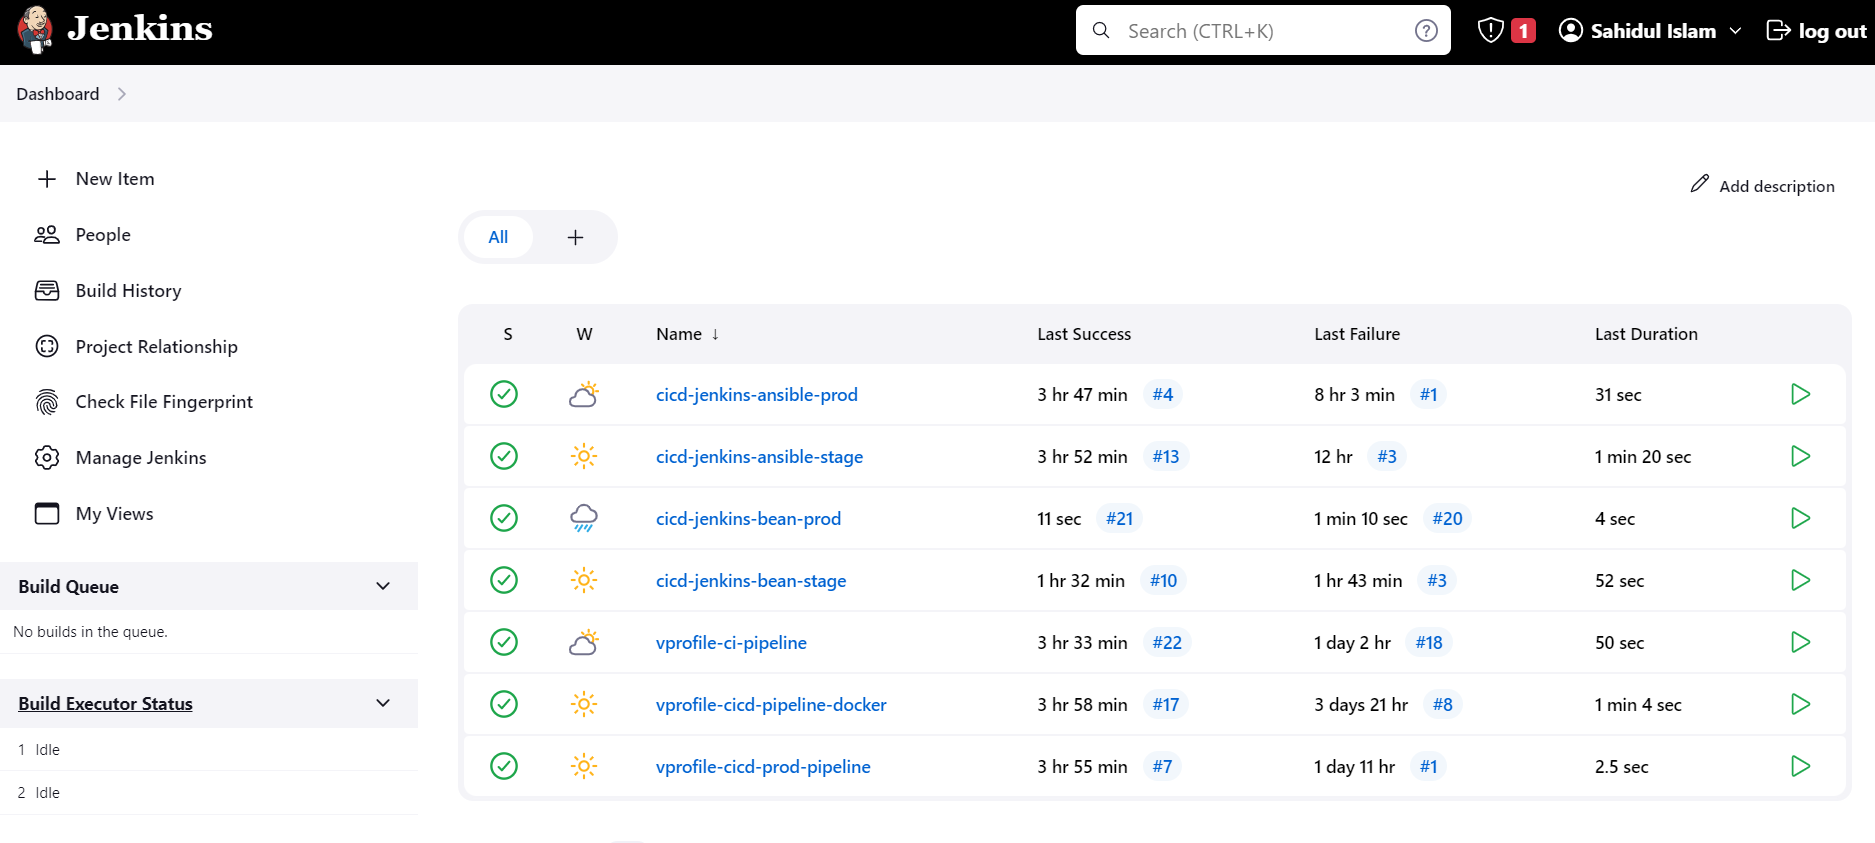 Jenkins
Search (CTRL+K)
?
1
Sahidul Islam
log out
Dashboard
New Item
People
Build History
Project Relationship
Check File Fingerprint
Manage Jenkins
My Views
Build Queue
No builds in the queue.
Build Executor Status
1 Idle
2 Idle
Add description
All +
S W Name ↓ Last Success Last Failure Last Duration
cicd-jenkins-ansible-prod 3 hr 47 min #4 8 hr 3 min #1 31 sec
cicd-jenkins-ansible-stage 3 hr 52 min #13 12 hr #3 1 min 20 sec
cicd-jenkins-bean-prod 11 sec #21 1 min 10 sec #20 4 sec
cicd-jenkins-bean-stage 1 hr 32 min #10 1 hr 43 min #3 52 sec
vprofile-ci-pipeline 3 hr 33 min #22 1 day 2 hr #18 50 sec
vprofile-cicd-pipeline-docker 3 hr 58 min #17 3 days 21 hr #8 1 min 4 sec
vprofile-cicd-prod-pipeline 3 hr 55 min #7 1 day 11 hr #1 2.5 sec